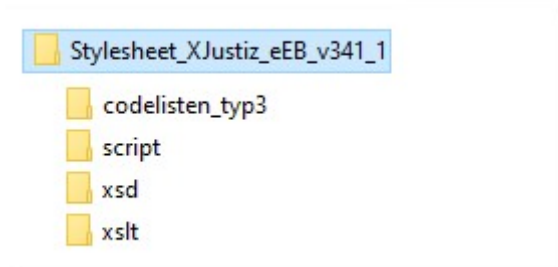 Stylesheet_XJustiz_eEB_v341_1
codelisten_typ3
script
xsd
xslt